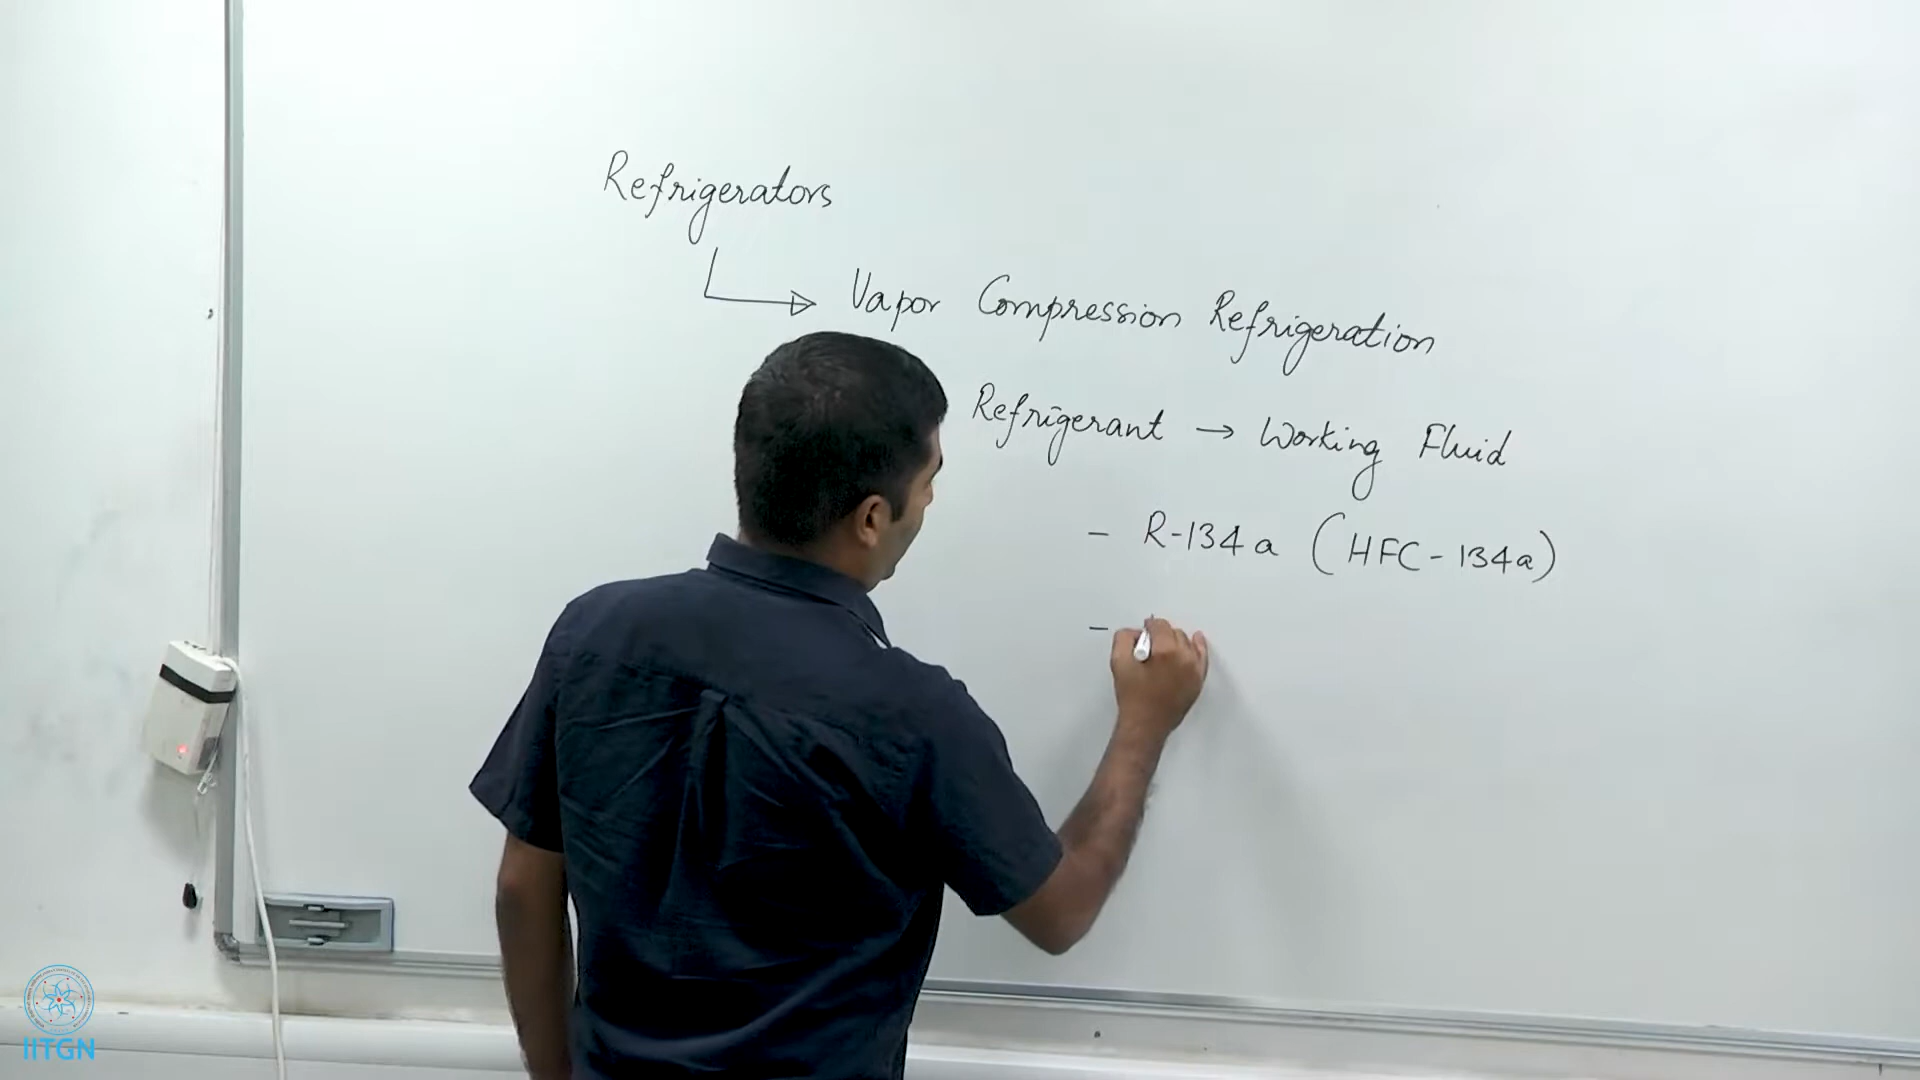 Refrigerators
Vapor Compression Refrigeration
Refrigerant → Working Fluid
- R-134a (HFC-134a)
-
IITGN